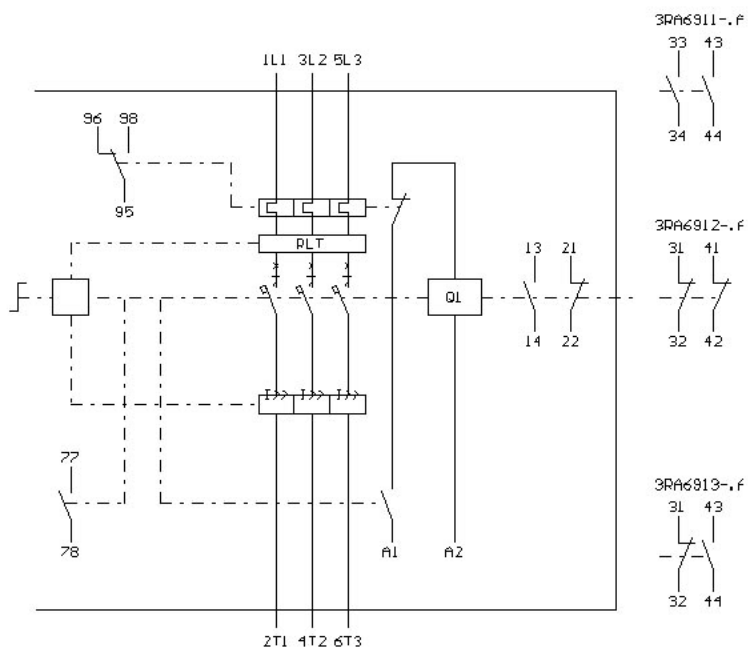 3RA6911-.A
1L1 3L2 5L3
33 43
34 44
96 98
95
RLT
13 21
Q1
14 22
3RA6912-.A
31 41
32 42
I>> I>> I>>
77
78
A1 A2
3RA6913-.A
31 43
32 44
2T1 4T2 6T3